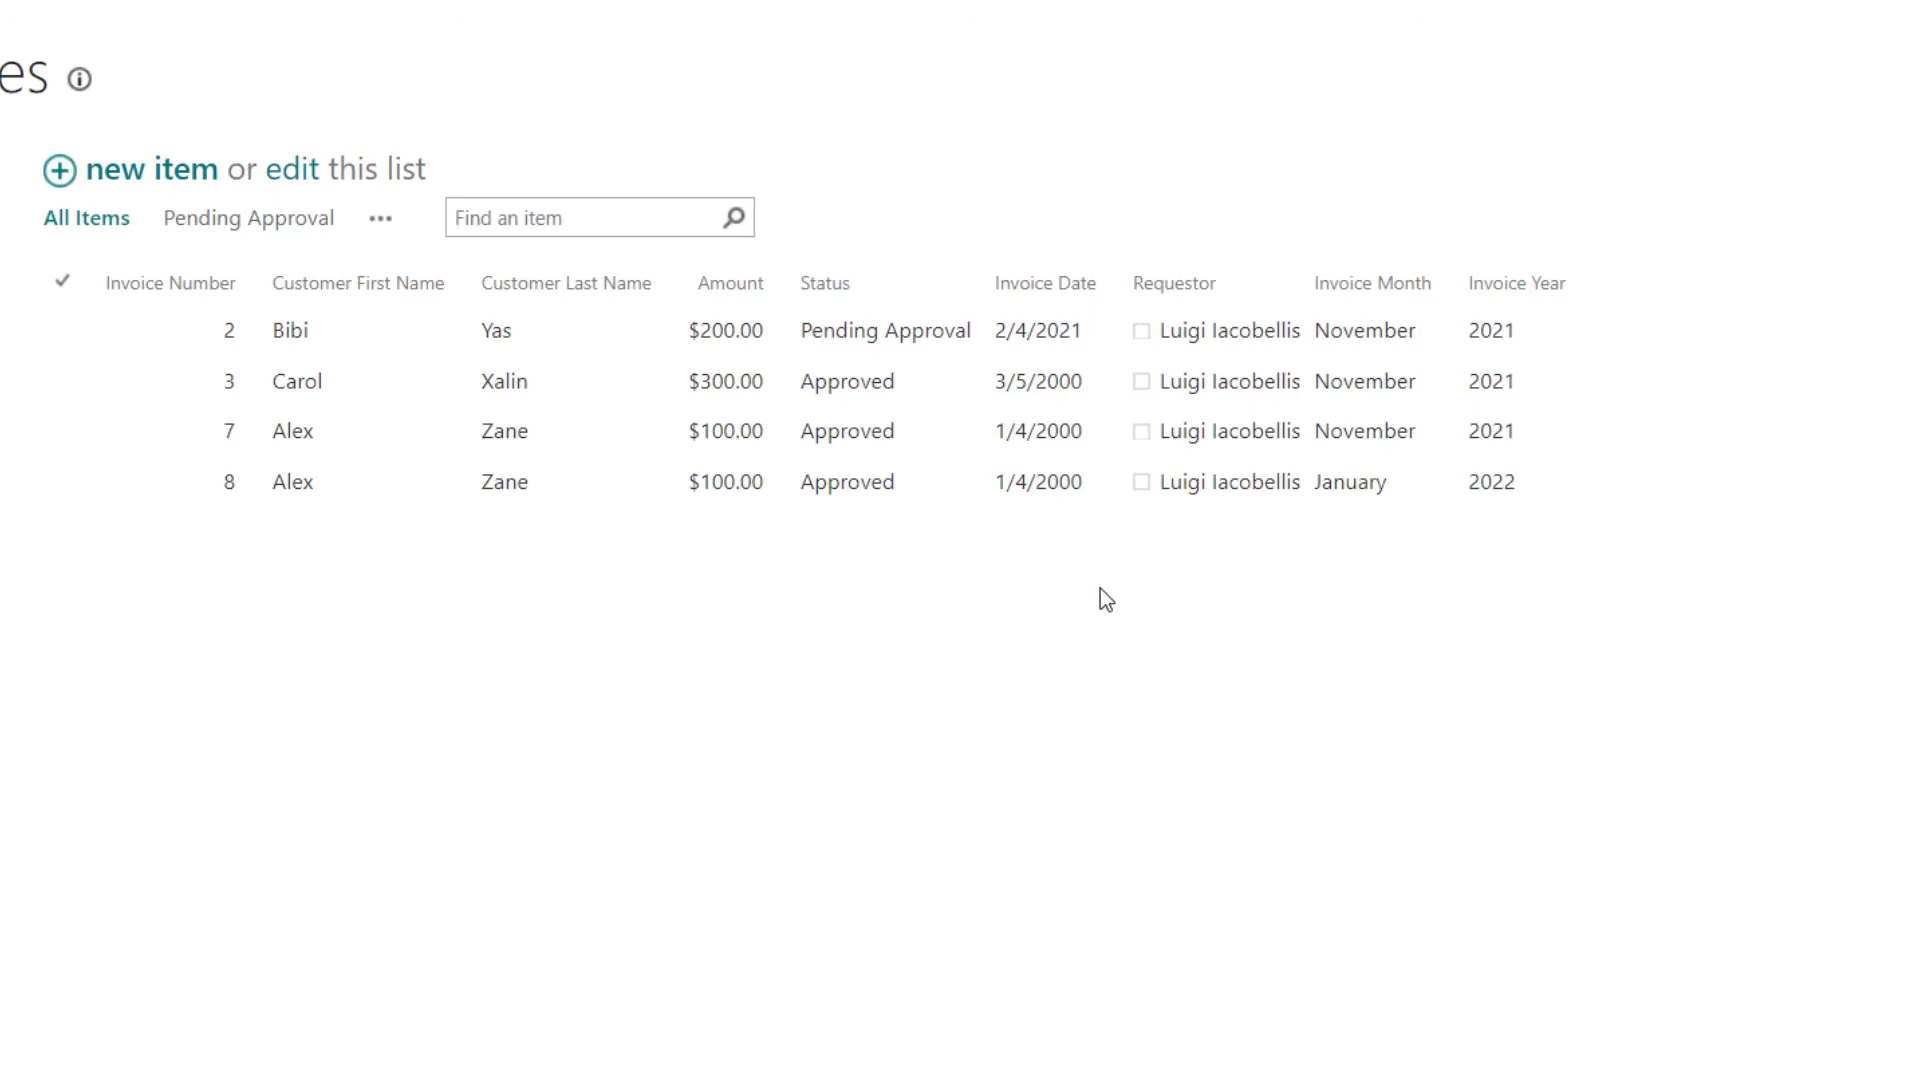 es
new item or edit this list
All Items Pending Approval ••• Find an item
Invoice Number Customer First Name Customer Last Name Amount Status Invoice Date Requestor Invoice Month Invoice Year
2 Bibi Yas $200.00 Pending Approval 2/4/2021 Luigi Iacobellis November 2021
3 Carol Xalin $300.00 Approved 3/5/2000 Luigi Iacobellis November 2021
7 Alex Zane $100.00 Approved 1/4/2000 Luigi Iacobellis November 2021
8 Alex Zane $100.00 Approved 1/4/2000 Luigi Iacobellis January 2022